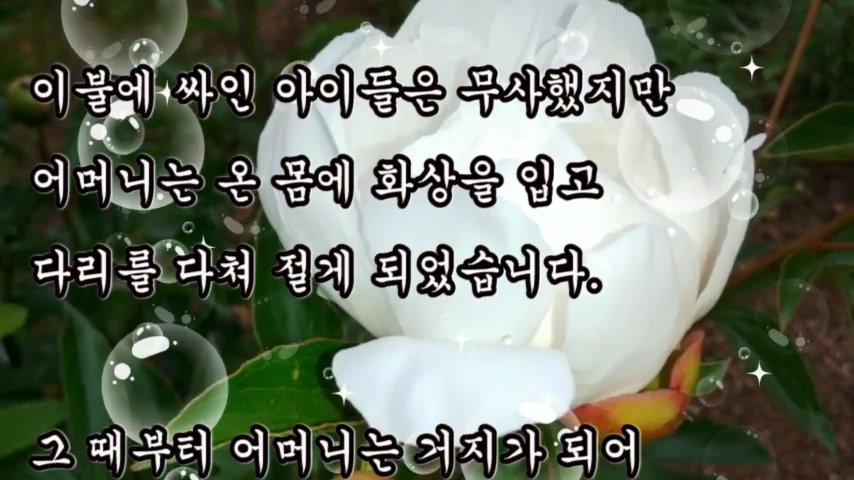 이불에 싸인 아이들은 무사했지만
어머니는 온 몸에 화상을 입고
다리를 다쳐 절게 되었습니다.
그 때부터 어머니는 거지가 되어